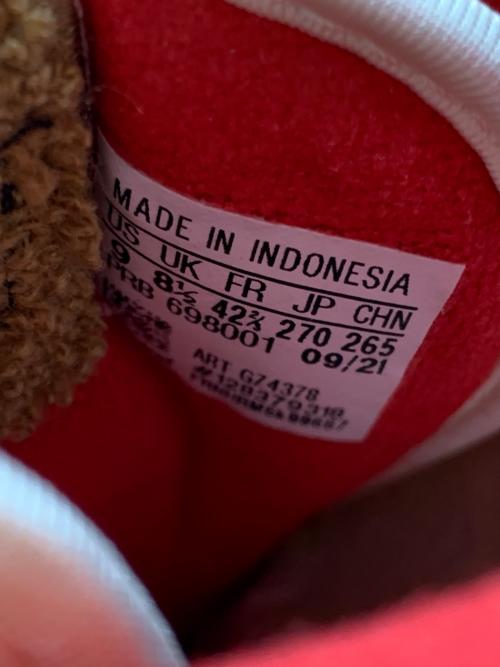 MADE IN INDONESIA
US UK FR JP CHN
9 8½ 42⅔ 270 265
PRB 698001 09/21
ART G74378